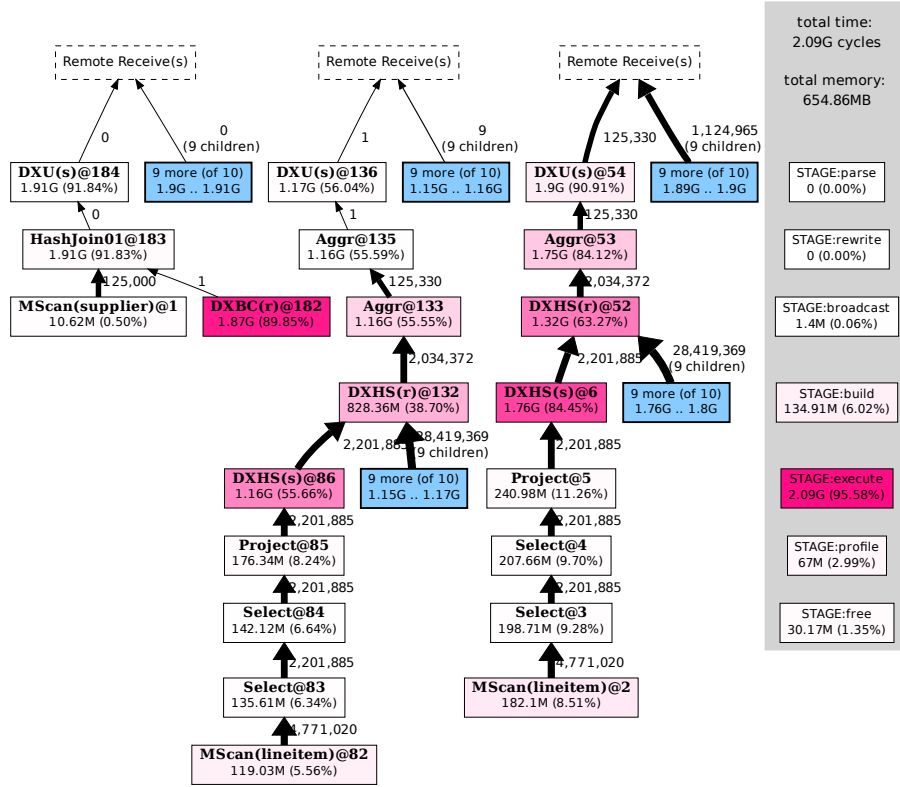 total time:
2.09G cycles
total memory:
654.86MB
Remote Receive(s)
Remote Receive(s)
Remote Receive(s)
0
0
(9 children)
1
9
(9 children)
125,330
1,124,965
(9 children)
DXU(s)@184
1.91G (91.84%)
9 more (of 10)
1.9G .. 1.91G
DXU(s)@136
1.17G (56.04%)
9 more (of 10)
1.15G .. 1.16G
DXU(s)@54
1.9G (90.91%)
9 more (of 10)
1.89G .. 1.9G
STAGE:parse
0 (0.00%)
0
1
125,330
HashJoin01@183
1.91G (91.83%)
Aggr@135
1.16G (55.59%)
Aggr@53
1.75G (84.12%)
STAGE:rewrite
0 (0.00%)
125,000
1
125,330
2,034,372
MScan(supplier)@1
10.62M (0.50%)
DXBC(r)@182
1.87G (89.85%)
Aggr@133
1.16G (55.55%)
DXHS(r)@52
1.32G (63.27%)
STAGE:broadcast
1.4M (0.06%)
2,034,372
2,201,885
28,419,369
(9 children)
DXHS(r)@132
828.36M (38.70%)
DXHS(s)@6
1.76G (84.45%)
9 more (of 10)
1.76G .. 1.8G
STAGE:build
134.91M (6.02%)
2,201,885
28,419,369
(9 children)
2,201,885
DXHS(s)@86
1.16G (55.66%)
9 more (of 10)
1.15G .. 1.17G
Project@5
240.98M (11.26%)
STAGE:execute
2.09G (95.58%)
2,201,885
2,201,885
Project@85
176.34M (8.24%)
Select@4
207.66M (9.70%)
STAGE:profile
67M (2.99%)
2,201,885
2,201,885
Select@84
142.12M (6.64%)
Select@3
198.71M (9.28%)
STAGE:free
30.17M (1.35%)
2,201,885
4,771,020
Select@83
135.61M (6.34%)
MScan(lineitem)@2
182.1M (8.51%)
4,771,020
MScan(lineitem)@82
119.03M (5.56%)